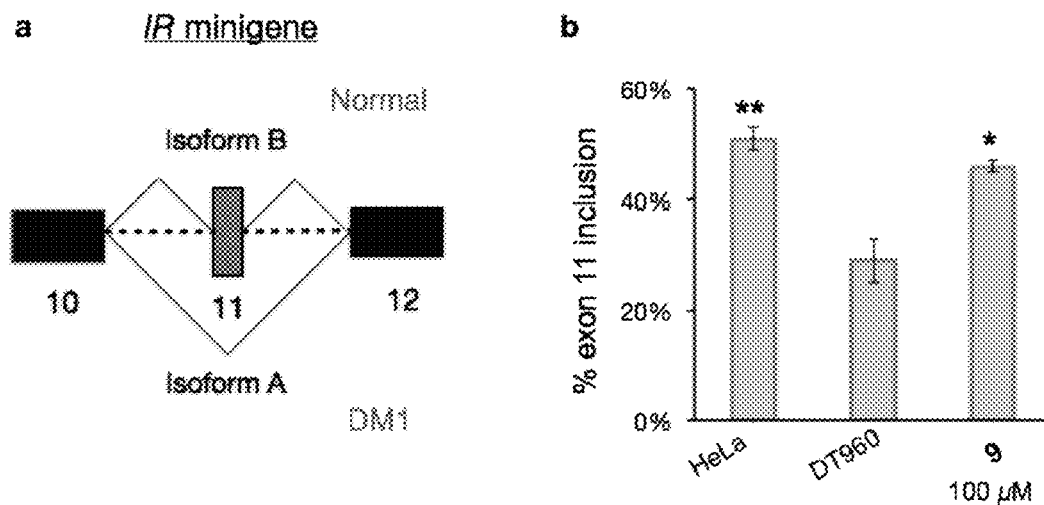 a
IR minigene
Normal
Isoform B
10
11
12
Isoform A
DM1
b
% exon 11 inclusion
60%
**
*
40%
20%
0%
HeLa
DT960
9
100 µM